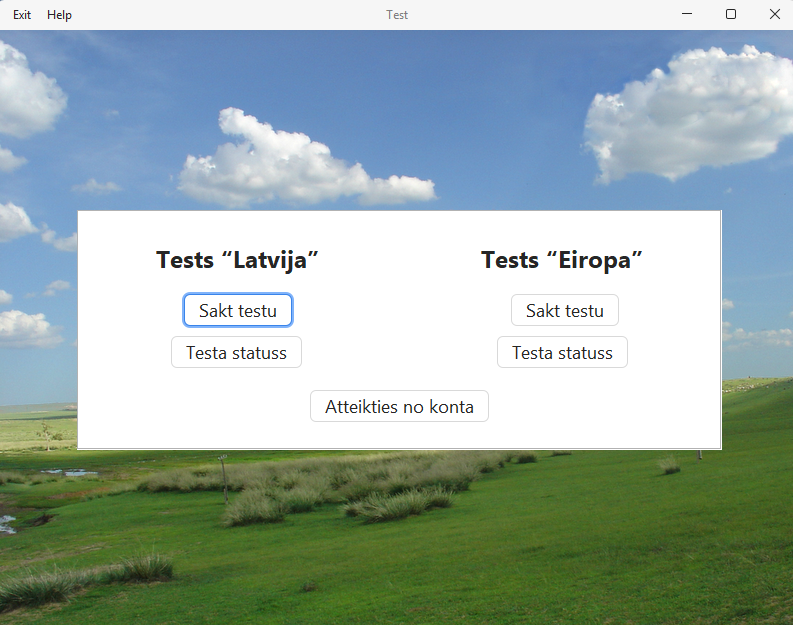 Exit Help Test
Tests “Latvija” Tests “Eiropa”
Sakt testu Sakt testu
Testa statuss Testa statuss
Atteikties no konta